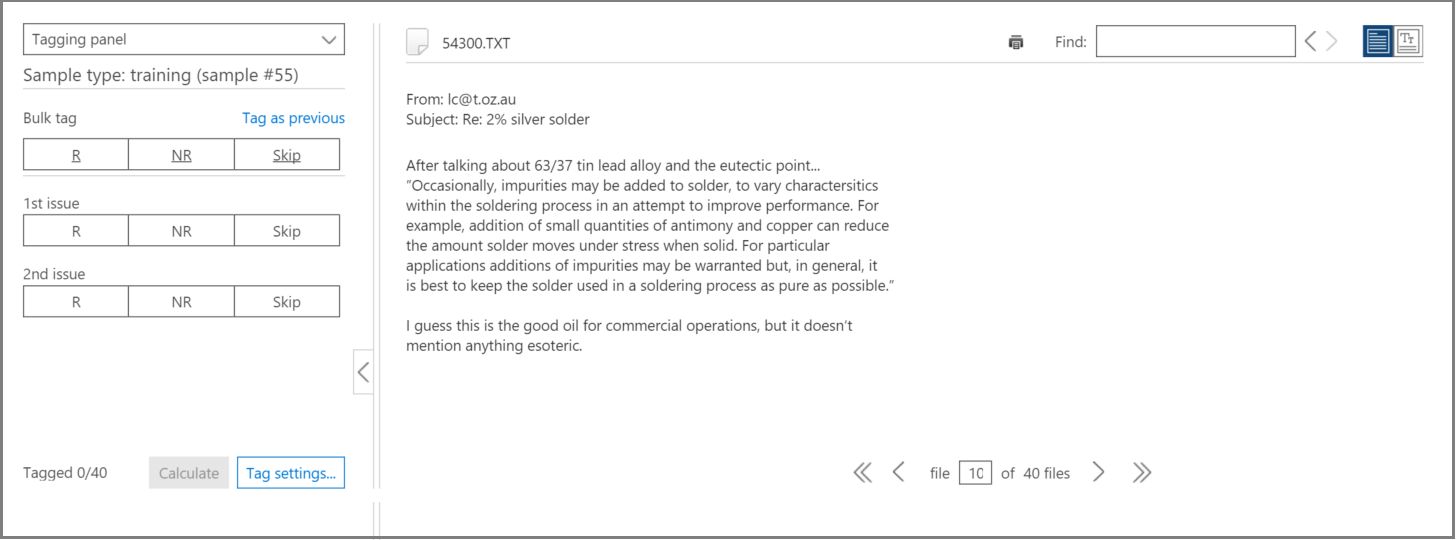 Tagging panel
Sample type: training (sample #55)
Bulk tag
Tag as previous
R
NR
Skip
1st issue
R
NR
Skip
2nd issue
R
NR
Skip
Tagged 0/40
Calculate
Tag settings...
54300.TXT
Find:
TT
From: lc@t.oz.au
Subject: Re: 2% silver solder
After talking about 63/37 tin lead alloy and the eutectic point...
“Occasionally, impurities may be added to solder, to vary charactersitics
within the soldering process in an attempt to improve performance. For
example, addition of small quantities of antimony and copper can reduce
the amount solder moves under stress when solid. For particular
applications additions of impurities may be warranted but, in general, it
is best to keep the solder used in a soldering process as pure as possible.”
I guess this is the good oil for commercial operations, but it doesn’t
mention anything esoteric.
file 10 of 40 files